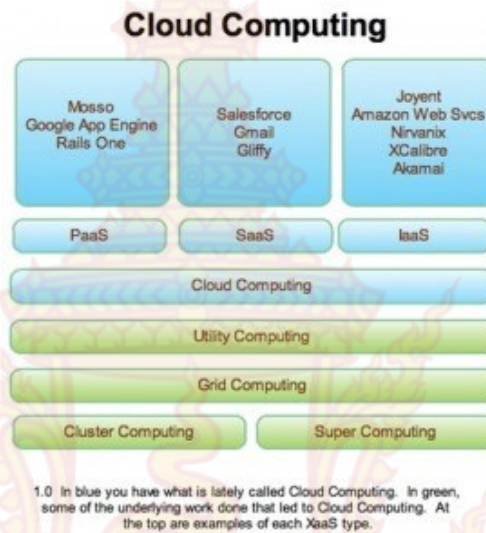 Cloud Computing
Mosso
Google App Engine
Rails One
Salesforce
Gmail
Gliffy
Joyent
Amazon Web Svcs
Nirvanix
XCalibre
Akamai
PaaS
SaaS
IaaS
Cloud Computing
Utility Computing
Grid Computing
Cluster Computing
Super Computing
1.0 In blue you have what is lately called Cloud Computing. In green,
some of the underlying work done that led to Cloud Computing. At
the top are examples of each XaaS type.